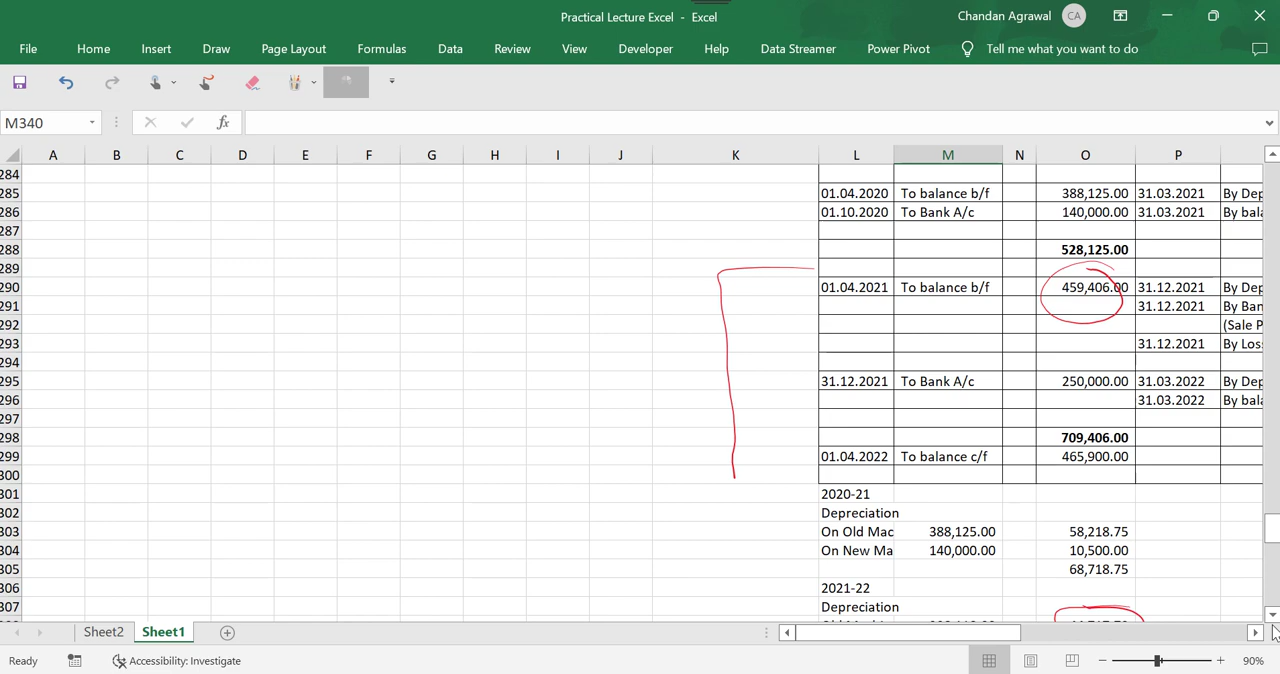 Practical Lecture Excel - Excel
Chandan Agrawal CA
File Home Insert Draw Page Layout Formulas Data Review View Developer Help Data Streamer Power Pivot Tell me what you want to do
M340 fx
A B C D E F G H I J K L M N O P
284
285 01.04.2020 To balance b/f 388,125.00 31.03.2021 By Dep
286 01.10.2020 To Bank A/c 140,000.00 31.03.2021 By bala
287
288 528,125.00
289
290 01.04.2021 To balance b/f 459,406.00 31.12.2021 By Dep
291 31.12.2021 By Ban
292 (Sale P
293 31.12.2021 By Los
294
295 31.12.2021 To Bank A/c 250,000.00 31.03.2022 By Dep
296 31.03.2022 By bala
297
298 709,406.00
299 01.04.2022 To balance c/f 465,900.00
300
301 2020-21
302 Depreciation
303 On Old Mac 388,125.00 58,218.75
304 On New Ma 140,000.00 10,500.00
305 68,718.75
306 2021-22
307 Depreciation
Sheet2 Sheet1
Ready Accessibility: Investigate 90%